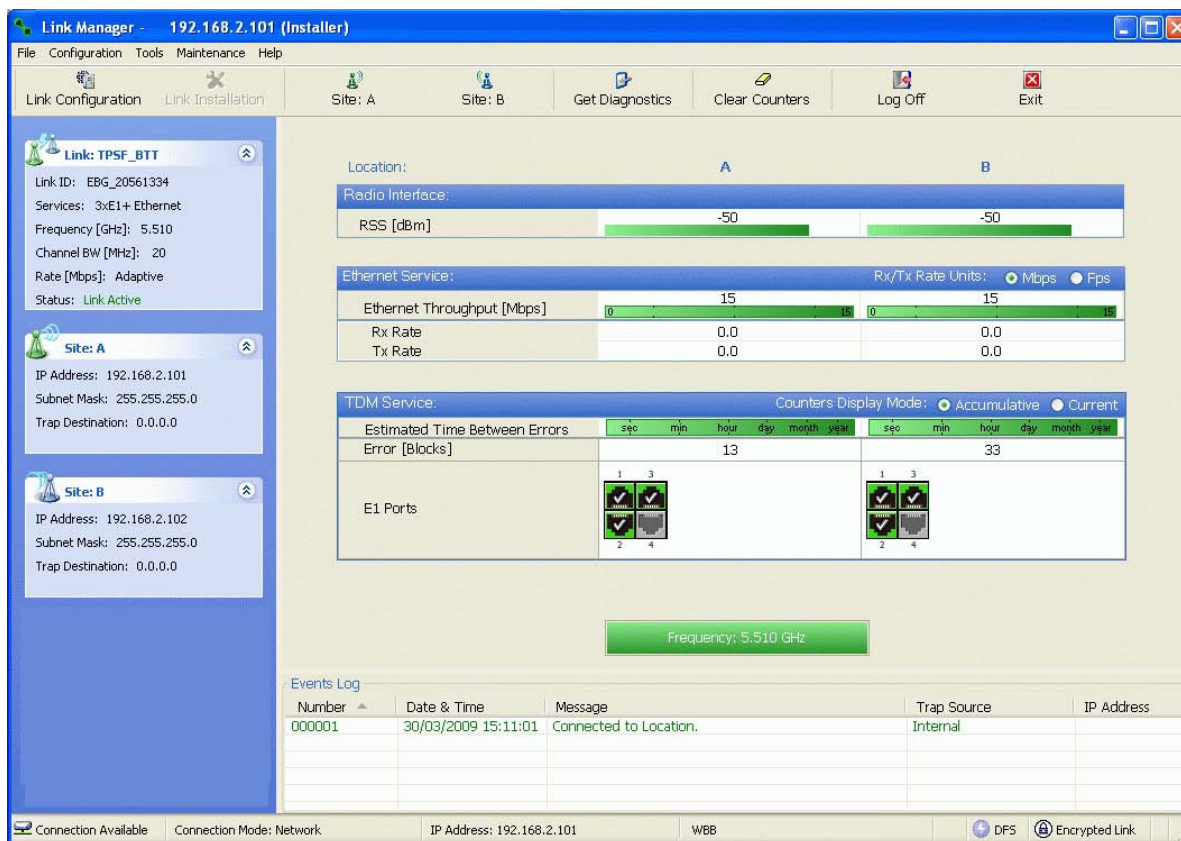 Link Manager - 192.168.2.101 (Installer)
File Configuration Tools Maintenance Help
Link Configuration Link Installation Site: A Site: B Get Diagnostics Clear Counters Log Off Exit
Link: TPSF_BTT
Link ID: EBG_20561334
Services: 3xE1+ Ethernet
Frequency [GHz]: 5.510
Channel BW [MHz]: 20
Rate [Mbps]: Adaptive
Status: Link Active
Site: A
IP Address: 192.168.2.101
Subnet Mask: 255.255.255.0
Trap Destination: 0.0.0.0
Site: B
IP Address: 192.168.2.102
Subnet Mask: 255.255.255.0
Trap Destination: 0.0.0.0
Location: A B
Radio Interface:
RSS [dBm] -50 -50
Ethernet Service: Rx/Tx Rate Units: Mbps Fps
Ethernet Throughput [Mbps] 15 15
0 15 0 15
Rx Rate 0.0 0.0
Tx Rate 0.0 0.0
TDM Service: Counters Display Mode: Accumulative Current
Estimated Time Between Errors sec min hour day month year sec min hour day month year
Error [Blocks] 13 33
1 3 1 3
E1 Ports
2 4 2 4
Frequency: 5.510 GHz
Events Log
Number Date & Time Message Trap Source IP Address
000001 30/03/2009 15:11:01 Connected to Location. Internal
Connection Available Connection Mode: Network IP Address: 192.168.2.101 WBB DFS Encrypted Link